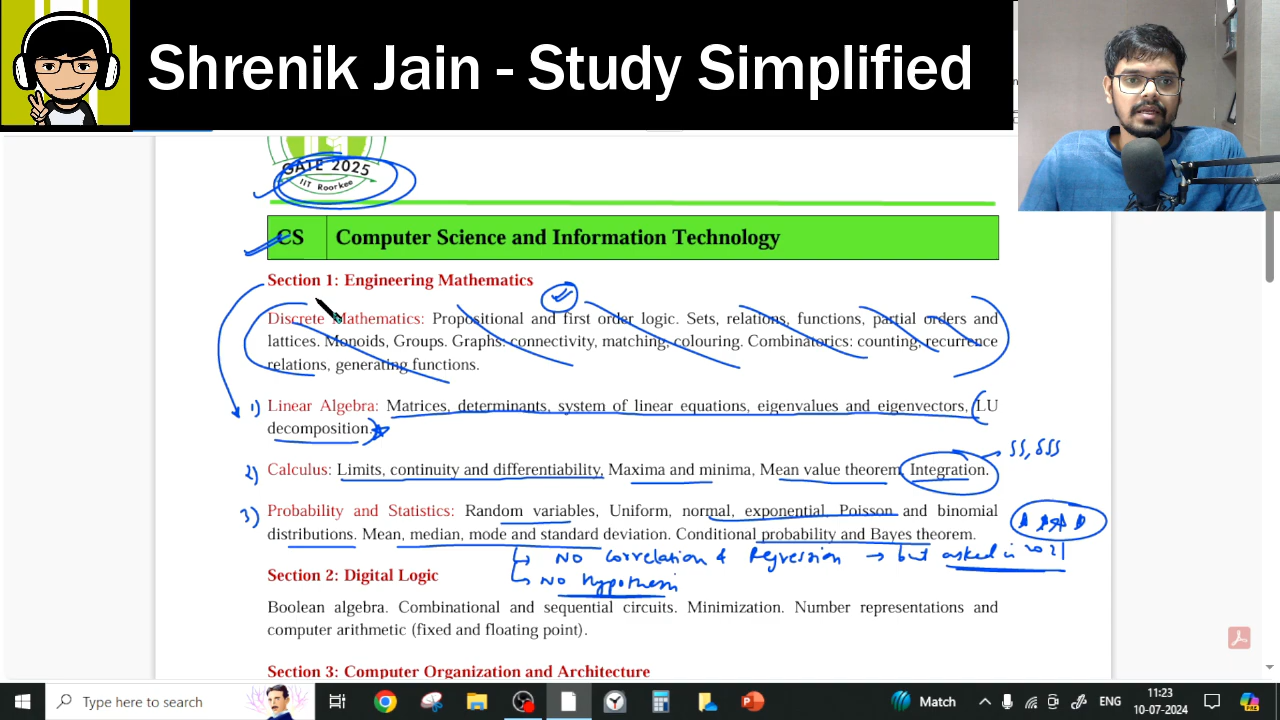 Shrenik Jain - Study Simplified
GATE 2025
IIT Roorkee
CS Computer Science and Information Technology
Section 1: Engineering Mathematics
Discrete Mathematics: Propositional and first order logic. Sets, relations, functions, partial orders and
lattices. Monoids, Groups. Graphs: connectivity, matching, colouring. Combinatorics: counting, recurrence
relations, generating functions.
1) Linear Algebra: Matrices, determinants, system of linear equations, eigenvalues and eigenvectors, LU
decomposition.
∫∫, ∫∫∫
2) Calculus: Limits, continuity and differentiability, Maxima and minima, Mean value theorem, Integration.
3) Probability and Statistics: Random variables, Uniform, normal, exponential, Poisson and binomial
distributions. Mean, median, mode and standard deviation. Conditional probability and Bayes theorem.
NO Correlation & Regression → but asked in 2021
NO Hypothesis
Section 2: Digital Logic
Boolean algebra. Combinational and sequential circuits. Minimization. Number representations and
computer arithmetic (fixed and floating point).
Section 3: Computer Organization and Architecture
Type here to search
Match
ENG
11:23
10-07-2024